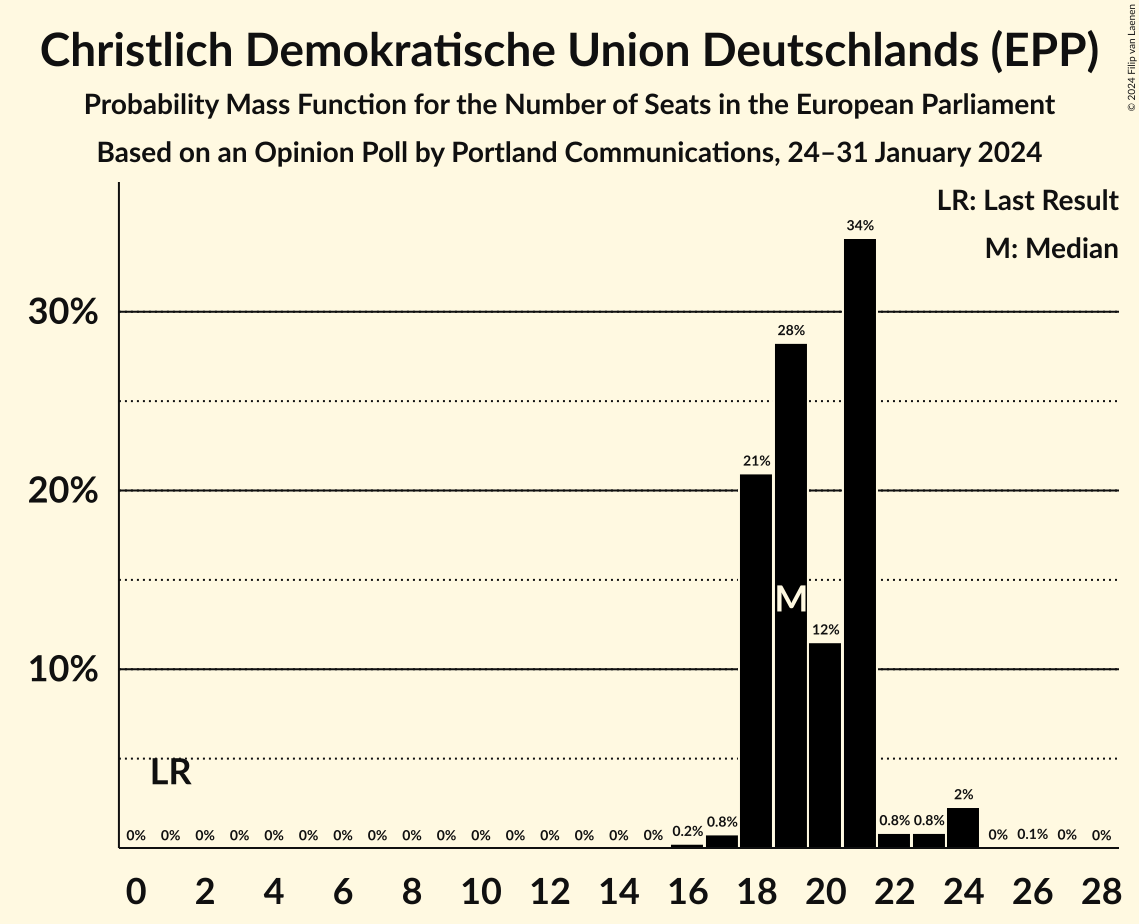 Christlich Demokratische Union Deutschlands (EPP)
Probability Mass Function for the Number of Seats in the European Parliament
Based on an Opinion Poll by Portland Communications, 24–31 January 2024
© 2024 Filip van Laenen
LR: Last Result
M: Median
34%
30%
28%
21%
20%
M
12%
10%
LR
0% 0% 0% 0% 0% 0% 0% 0% 0% 0% 0% 0% 0% 0% 0% 0% 0.2% 0.8% 0.8% 0.8% 2% 0% 0.1% 0% 0%
0 2 4 6 8 10 12 14 16 18 20 22 24 26 28